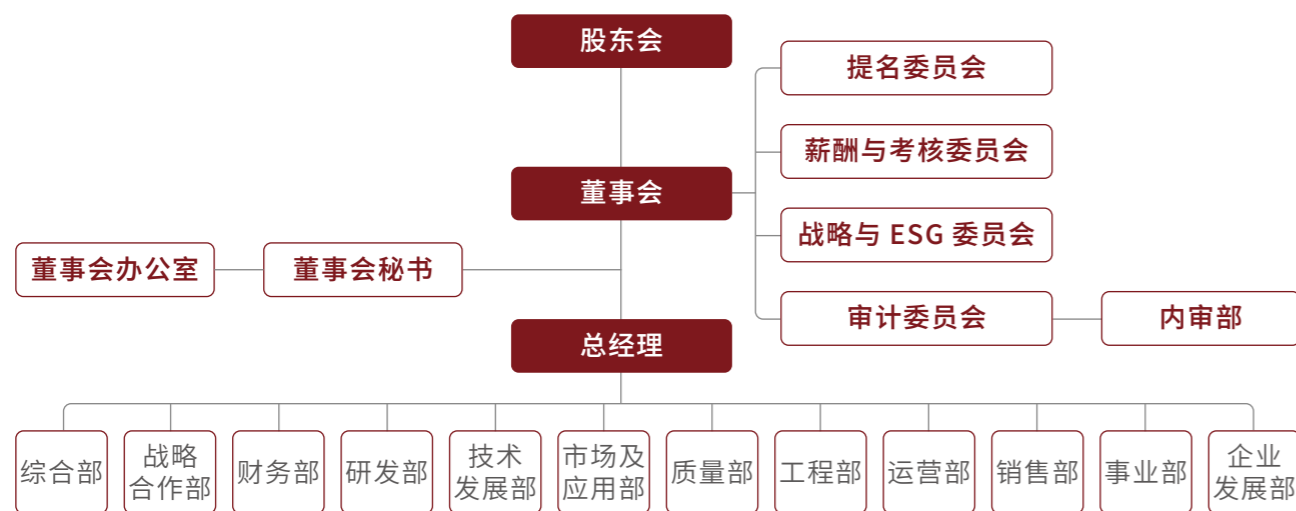 股东会
提名委员会
薪酬与考核委员会
董事会
战略与 ESG 委员会
董事会办公室
董事会秘书
审计委员会
内审部
总经理
综合部
战略
合作部
财务部
研发部
技术
发展部
市场及
应用部
质量部
工程部
运营部
销售部
事业部
企业
发展部